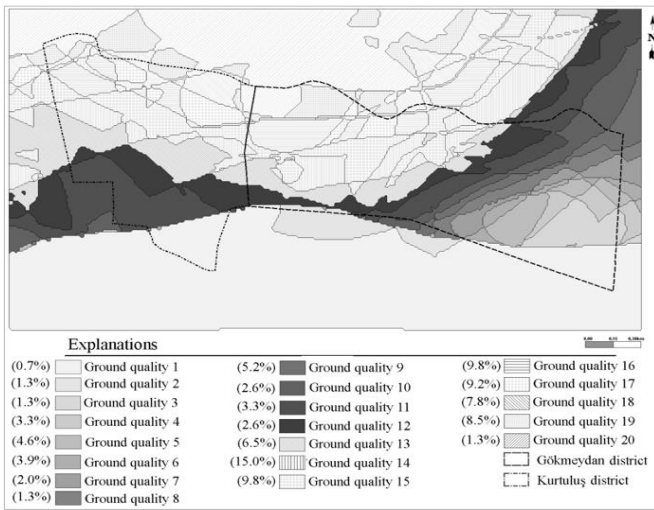 N
Explanations
(0.7%) Ground quality 1
(1.3%) Ground quality 2
(1.3%) Ground quality 3
(3.3%) Ground quality 4
(4.6%) Ground quality 5
(3.9%) Ground quality 6
(2.0%) Ground quality 7
(1.3%) Ground quality 8
(5.2%) Ground quality 9
(2.6%) Ground quality 10
(3.3%) Ground quality 11
(2.6%) Ground quality 12
(6.5%) Ground quality 13
(15.0%) Ground quality 14
(9.8%) Ground quality 15
(9.8%) Ground quality 16
(9.2%) Ground quality 17
(7.8%) Ground quality 18
(8.5%) Ground quality 19
(1.3%) Ground quality 20
Gökmeydan district
Kurtuluş district